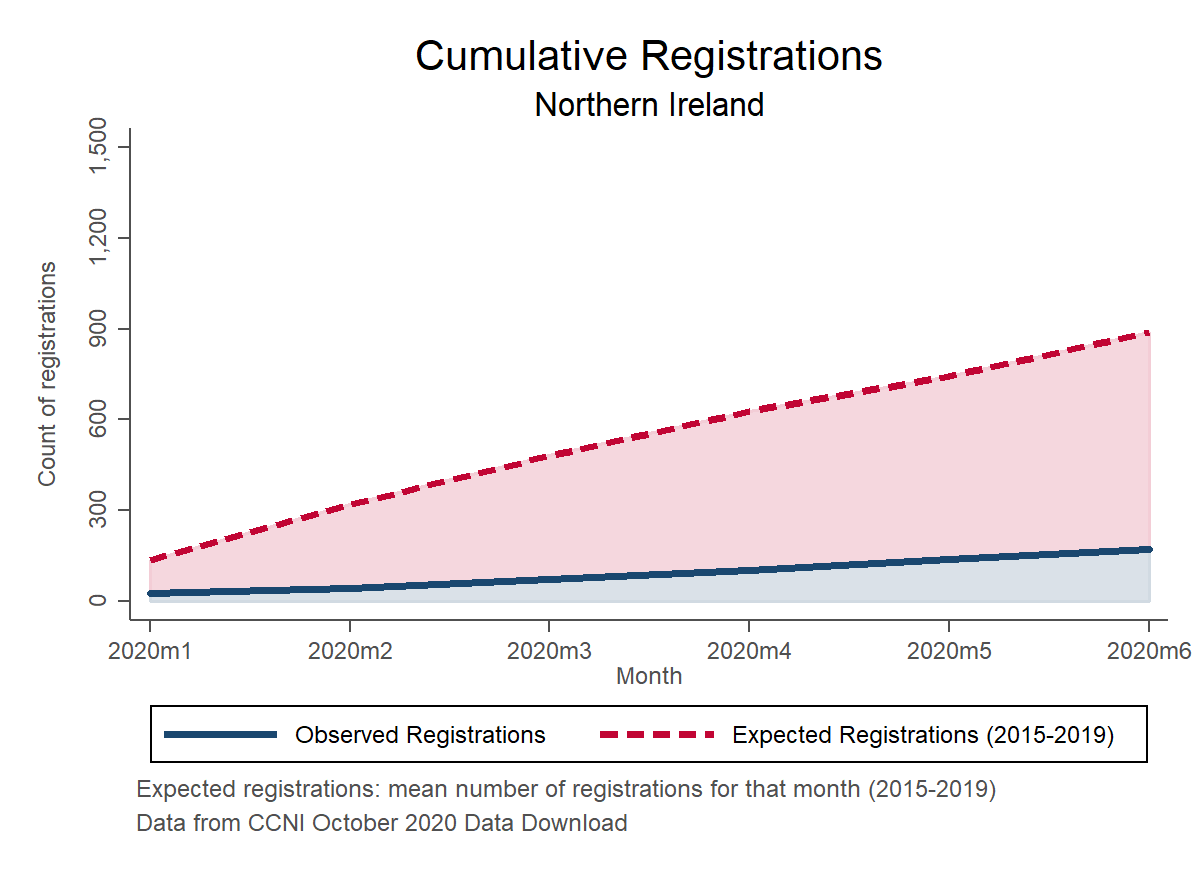 Cumulative Registrations
Northern Ireland
Count of registrations
1,500
1,200
900
600
300
0
2020m1 2020m2 2020m3 2020m4 2020m5 2020m6
Month
Observed Registrations Expected Registrations (2015-2019)
Expected registrations: mean number of registrations for that month (2015-2019)
Data from CCNI October 2020 Data Download